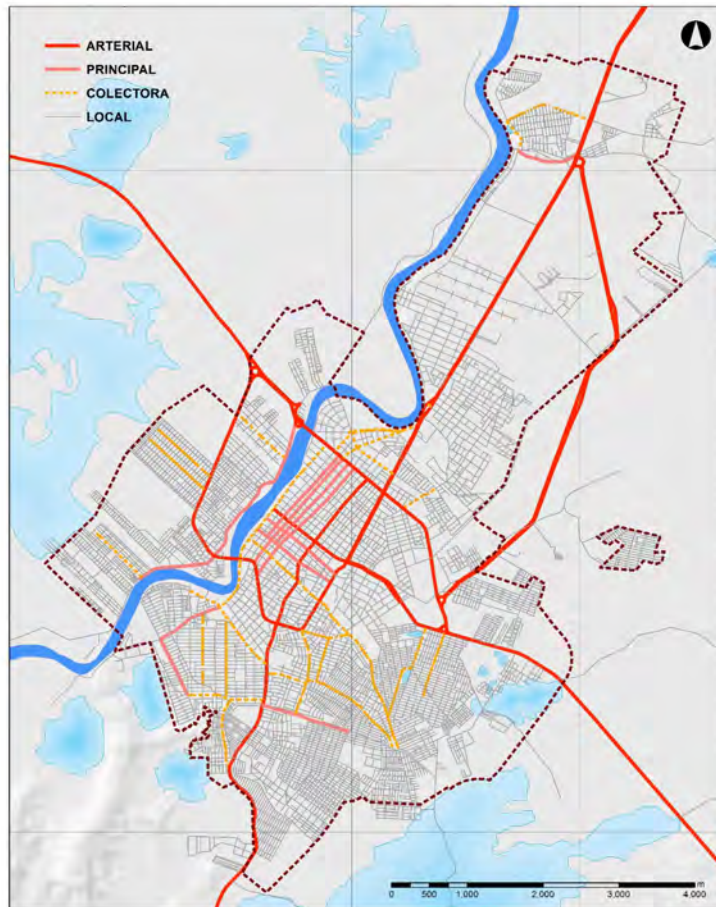 ARTERIAL
PRINCIPAL
COLECTORA
LOCAL
m
0 500 1,000 2,000 3,000 4,000